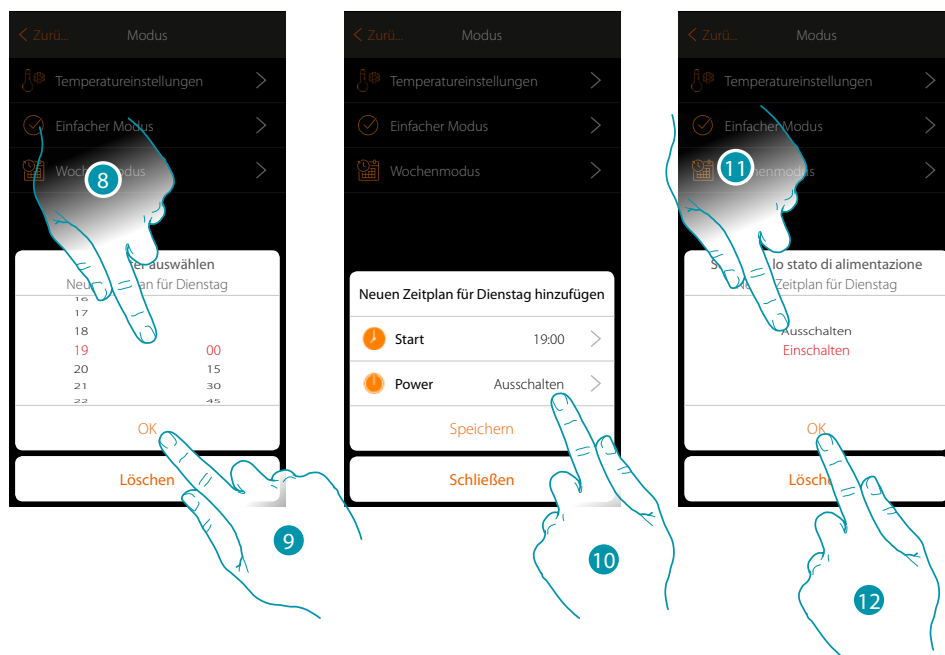 Zurü...
Modus
Temperatureinstellungen
Einfacher Modus
8
auswählen
für Dienstag
16
17
18
19 00
20 15
21 30
22 45
OK
Löschen
9
Zurü...
Modus
Temperatureinstellungen
Einfacher Modus
Wochenmodus
Neuen Zeitplan für Dienstag hinzufügen
Start 19:00
Power Ausschalten
Speichern
Schließen
10
Zurü...
Modus
Temperatureinstellungen
Einfacher Modus
11
lo stato di alimentazione
Zeitplan für Dienstag
Ausschalten
Einschalten
OK
12